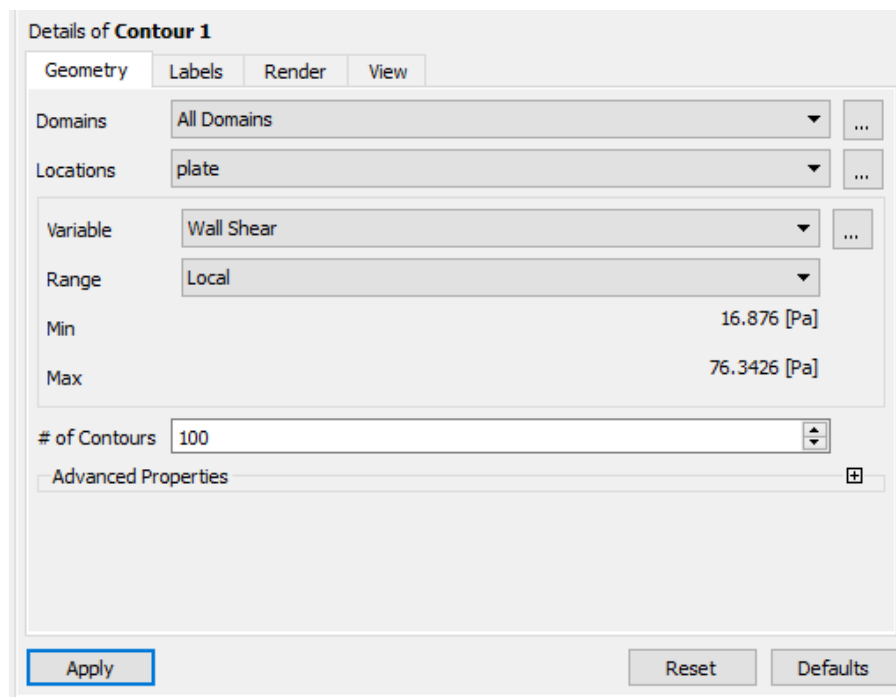 Details of Contour 1
Geometry Labels Render View
Domains All Domains ...
Locations plate ...
Variable Wall Shear ...
Range Local
Min 16.876 [Pa]
Max 76.3426 [Pa]
# of Contours 100
Advanced Properties
Apply Reset Defaults